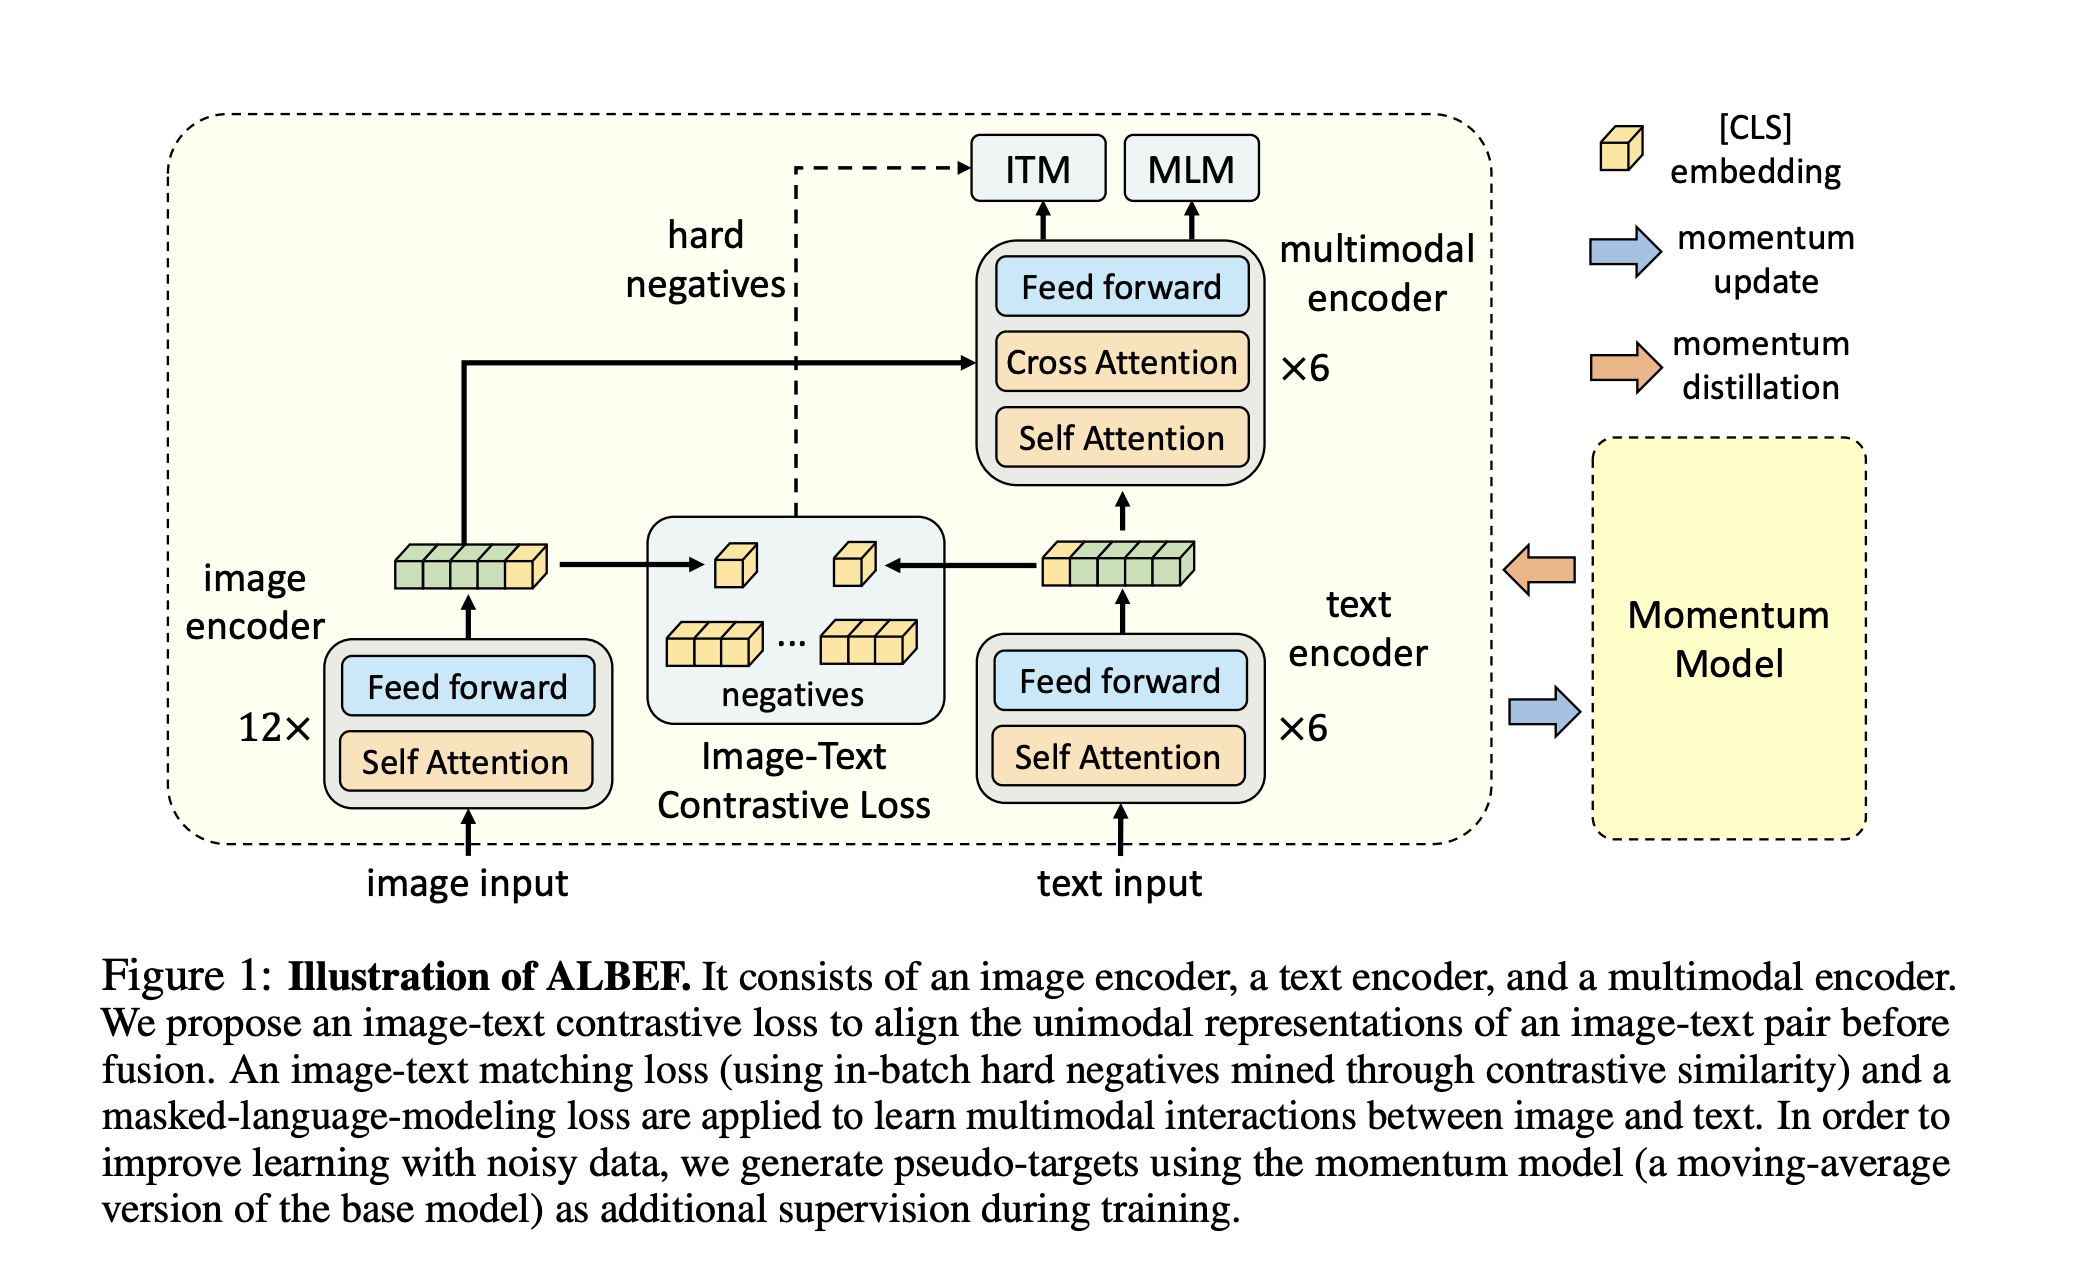 ITM
MLM
hard
negatives
Feed forward
Cross Attention
Self Attention
multimodal
encoder
×6
[CLS]
embedding
momentum
update
momentum
distillation
image
encoder
12×
Feed forward
Self Attention
...
negatives
Image-Text
Contrastive Loss
Feed forward
Self Attention
text
encoder
×6
Momentum
Model
image input
text input
Figure 1: Illustration of ALBEF. It consists of an image encoder, a text encoder, and a multimodal encoder.
We propose an image-text contrastive loss to align the unimodal representations of an image-text pair before
fusion. An image-text matching loss (using in-batch hard negatives mined through contrastive similarity) and a
masked-language-modeling loss are applied to learn multimodal interactions between image and text. In order to
improve learning with noisy data, we generate pseudo-targets using the momentum model (a moving-average
version of the base model) as additional supervision during training.